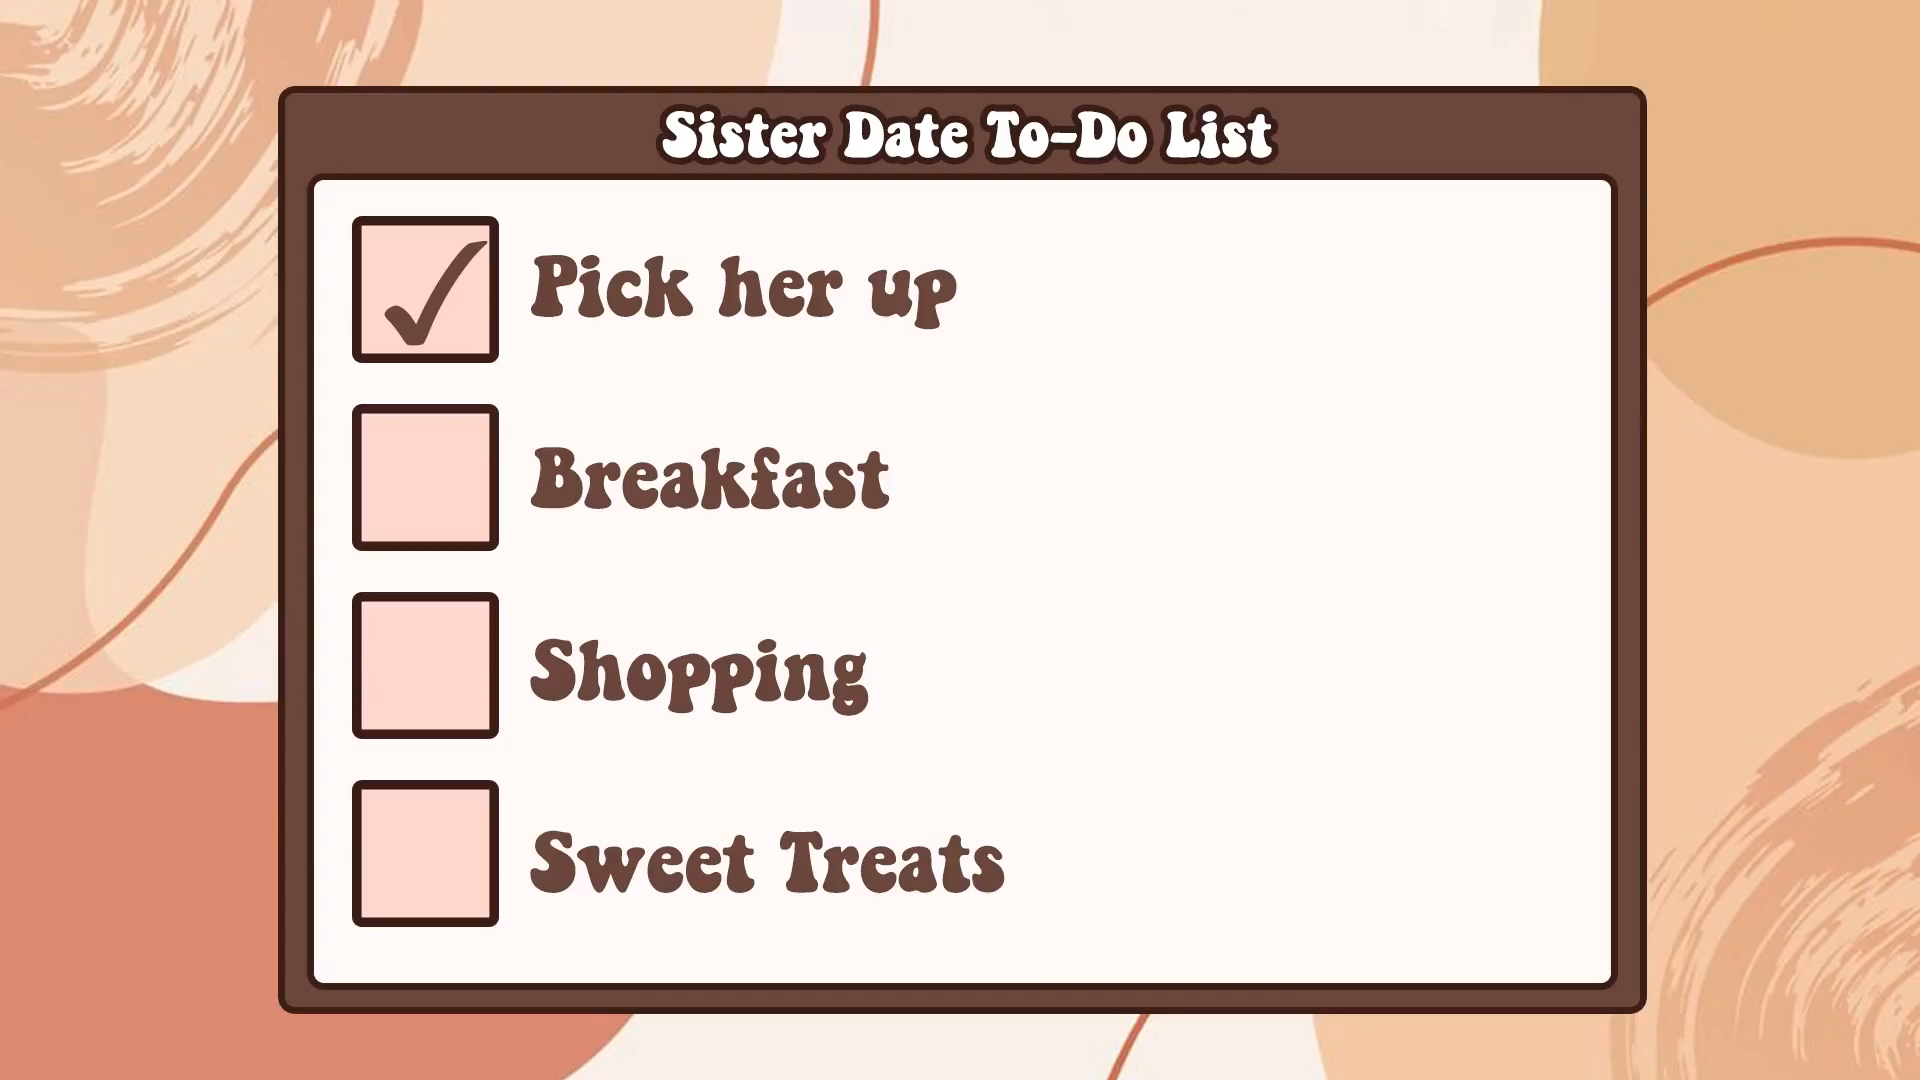 Sister Date To-Do List
✓ Pick her up
Breakfast
Shopping
Sweet Treats